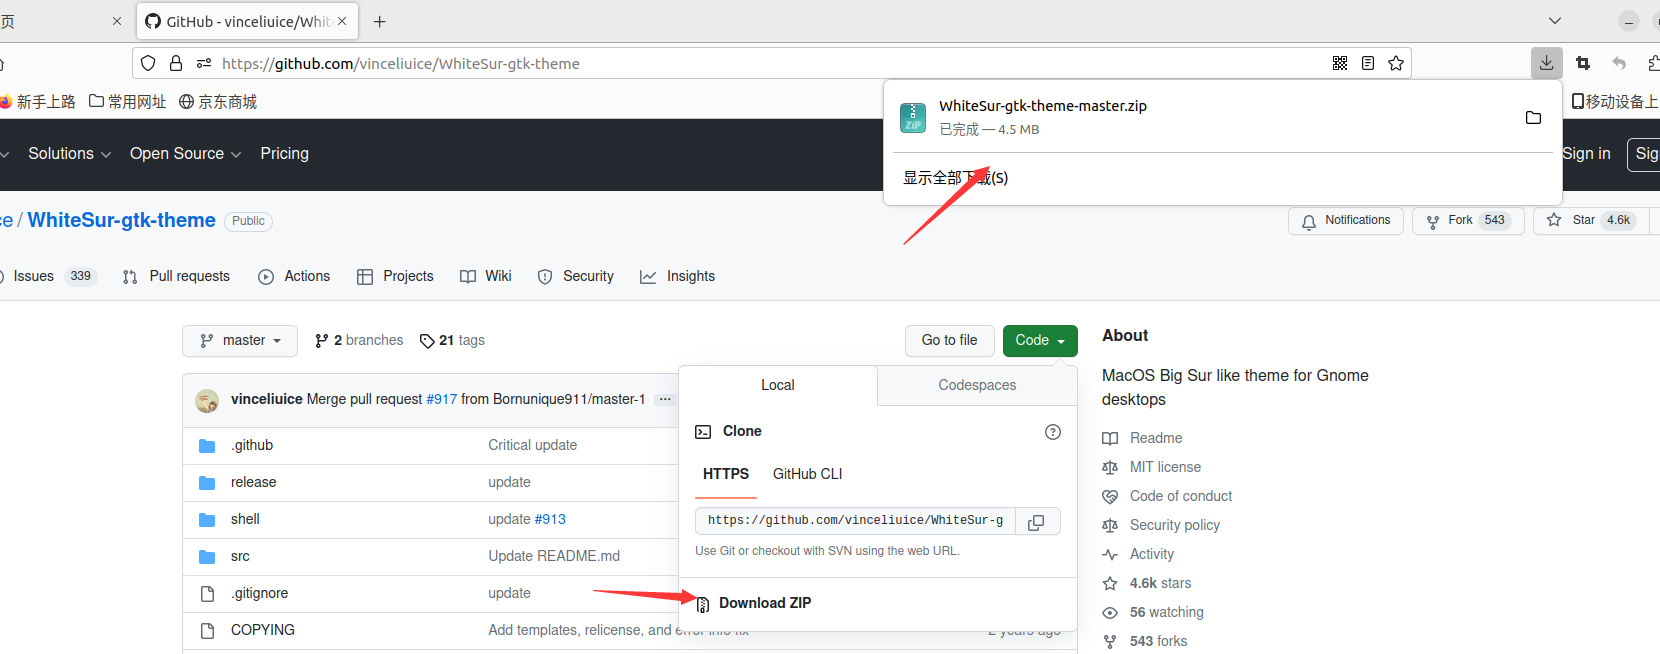 页
GitHub - vinceliuice/Whit
https://github.com/vinceliuice/WhiteSur-gtk-theme
新手上路 常用网址 京东商城
移动设备上
WhiteSur-gtk-theme-master.zip
已完成 — 4.5 MB
显示全部下载(S)
Solutions Open Source Pricing
Sign in Sig
ce / WhiteSur-gtk-theme Public
Notifications Fork 543 Star 4.6k
Issues 339 Pull requests Actions Projects Wiki Security Insights
master 2 branches 21 tags Go to file Code
vinceliuice Merge pull request #917 from Bornunique911/master-1 ...
.github Critical update
release update
shell update #913
src Update README.md
.gitignore update
COPYING Add templates, relicense, and error info fix 2 years ago
Local Codespaces
Clone
HTTPS GitHub CLI
https://github.com/vinceliuice/WhiteSur-g
Use Git or checkout with SVN using the web URL.
Download ZIP
About
MacOS Big Sur like theme for Gnome
desktops
Readme
MIT license
Code of conduct
Security policy
Activity
4.6k stars
56 watching
543 forks